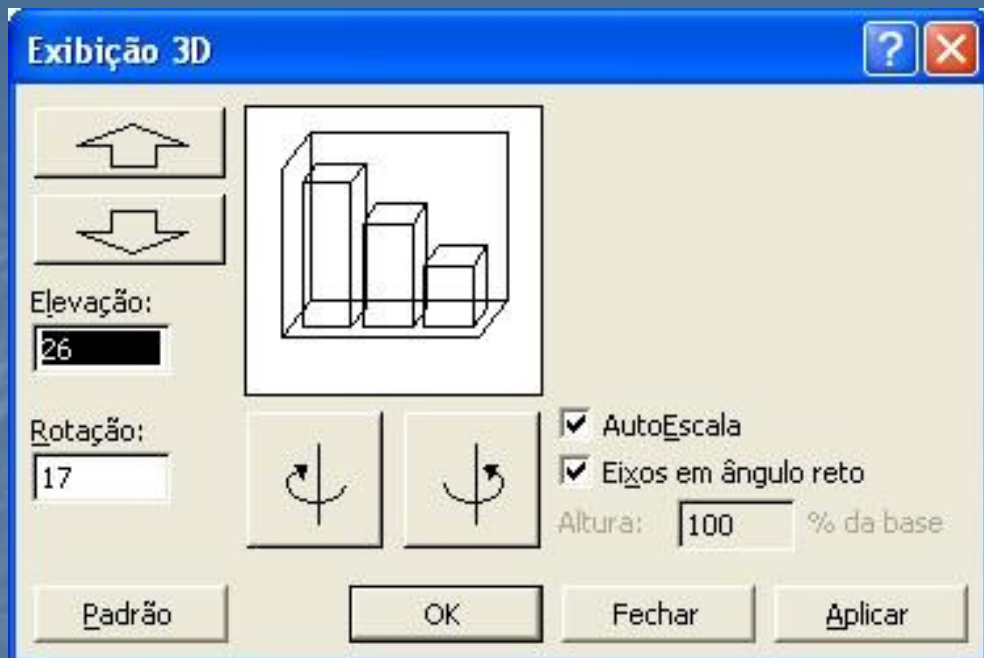 Exibição 3D
Elevação:
26
Rotação:
17
AutoEscala
Eixos em ângulo reto
Altura: 100 % da base
Padrão OK Fechar Aplicar